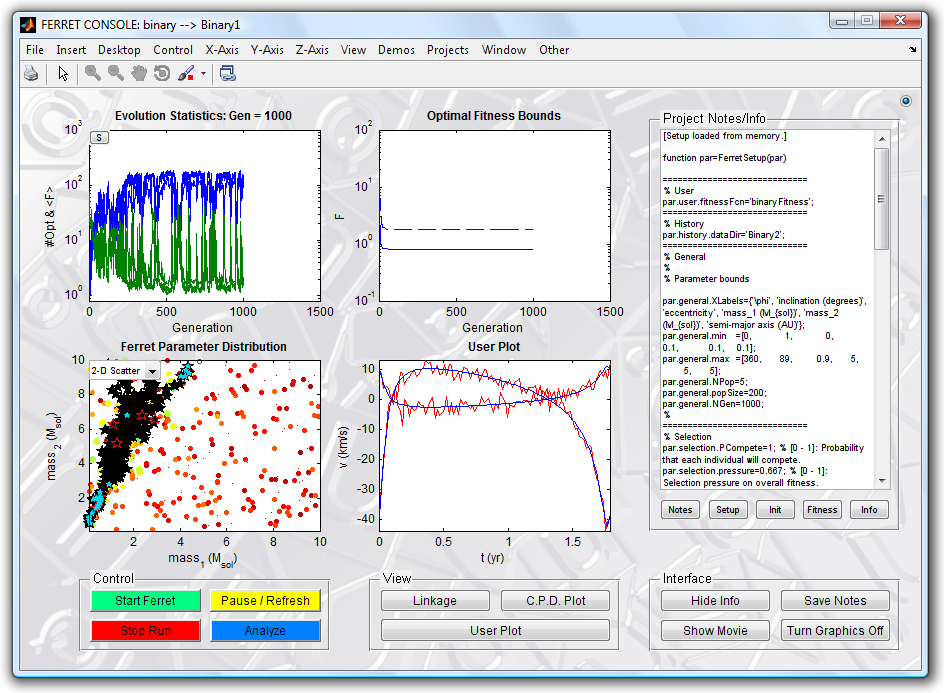 FERRET CONSOLE: binary --> Binary1
File Insert Desktop Control X-Axis Y-Axis Z-Axis View Demos Projects Window Other
Evolution Statistics: Gen = 1000
S
10^3
10^2
10^1
10^0
#Opt & <F>
0 500 1000 1500
Generation
Optimal Fitness Bounds
10^2
10^1
10^0
10^-1
F
0 500 1000 1500
Generation
Ferret Parameter Distribution
2-D Scatter
10
8
6
4
2
mass_2 (M_sol)
2 4 6 8 10
mass_1 (M_sol)
User Plot
10
0
-10
-20
-30
-40
v (km/s)
0 0.5 1 1.5
t (yr)
Project Notes/Info
[Setup loaded from memory.]
function par=FerretSetup(par)
============================
% User
par.user.fitnessFcn='binaryFitness';
============================
% History
par.history.dataDir='Binary2';
============================
% General
%
% Parameter bounds
par.general.XLabels={'\phi', 'inclination (degrees)',
'eccentricity', 'mass_1 (M_{sol})', 'mass_2
(M_{sol})', 'semi-major axis (AU)'};
par.general.min =[0, 1, 0,
0.1, 0.1, 0.1];
par.general.max =[360, 89, 0.9, 5,
5, 5];
par.general.NPop=5;
par.general.popSize=200;
par.general.NGen=1000;
%
============================
% Selection
par.selection.PCompete=1; % [0 - 1]: Probability
that each individual will compete.
par.selection.pressure=0.667; % [0 - 1]:
Selection pressure on overall fitness.
Notes Setup Init Fitness Info
Control
Start Ferret Pause / Refresh
Stop Run Analyze
View
Linkage C.P.D. Plot
User Plot
Interface
Hide Info Save Notes
Show Movie Turn Graphics Off